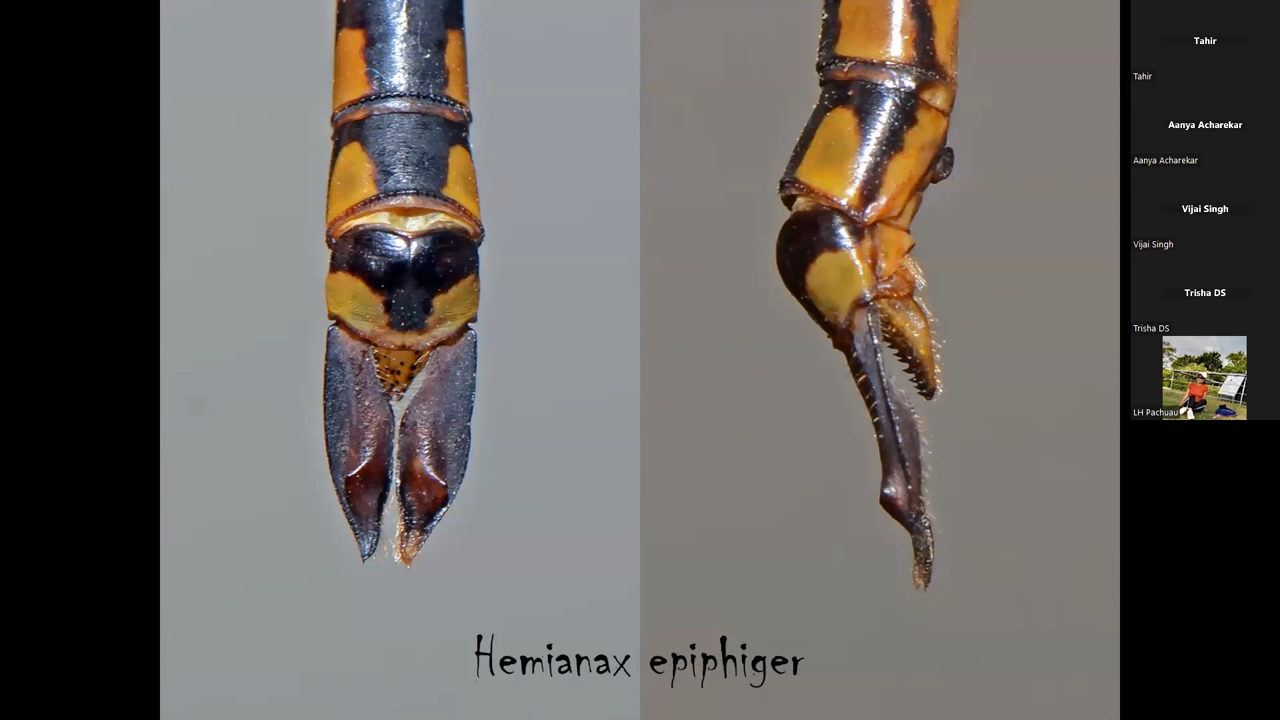 Hemianax epiphiger
Tahir
Tahir
Aanya Acharekar
Aanya Acharekar
Vijai Singh
Vijai Singh
Trisha DS
Trisha DS
LH Pachuau